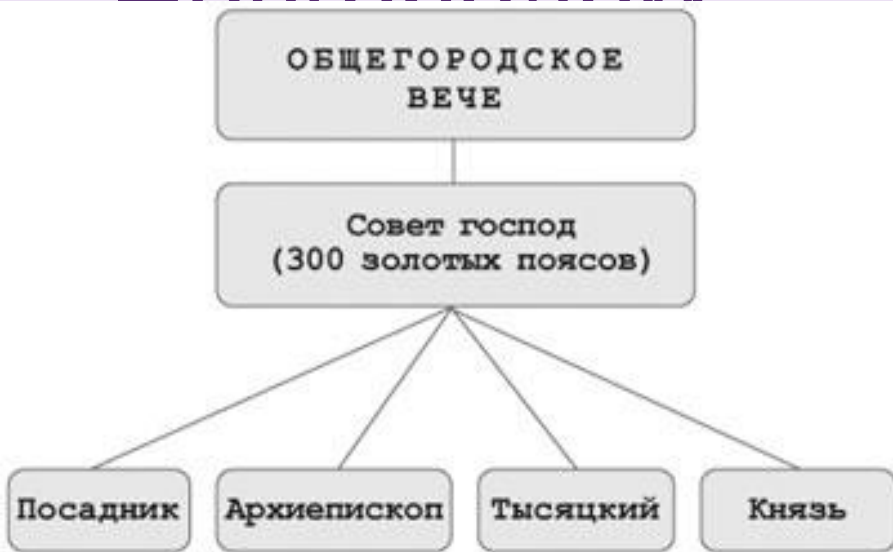 ОБЩЕГОРОДСКОЕ
ВЕЧЕ
Совет господ
(300 золотых поясов)
Посадник
Архиепископ
Тысяцкий
Князь